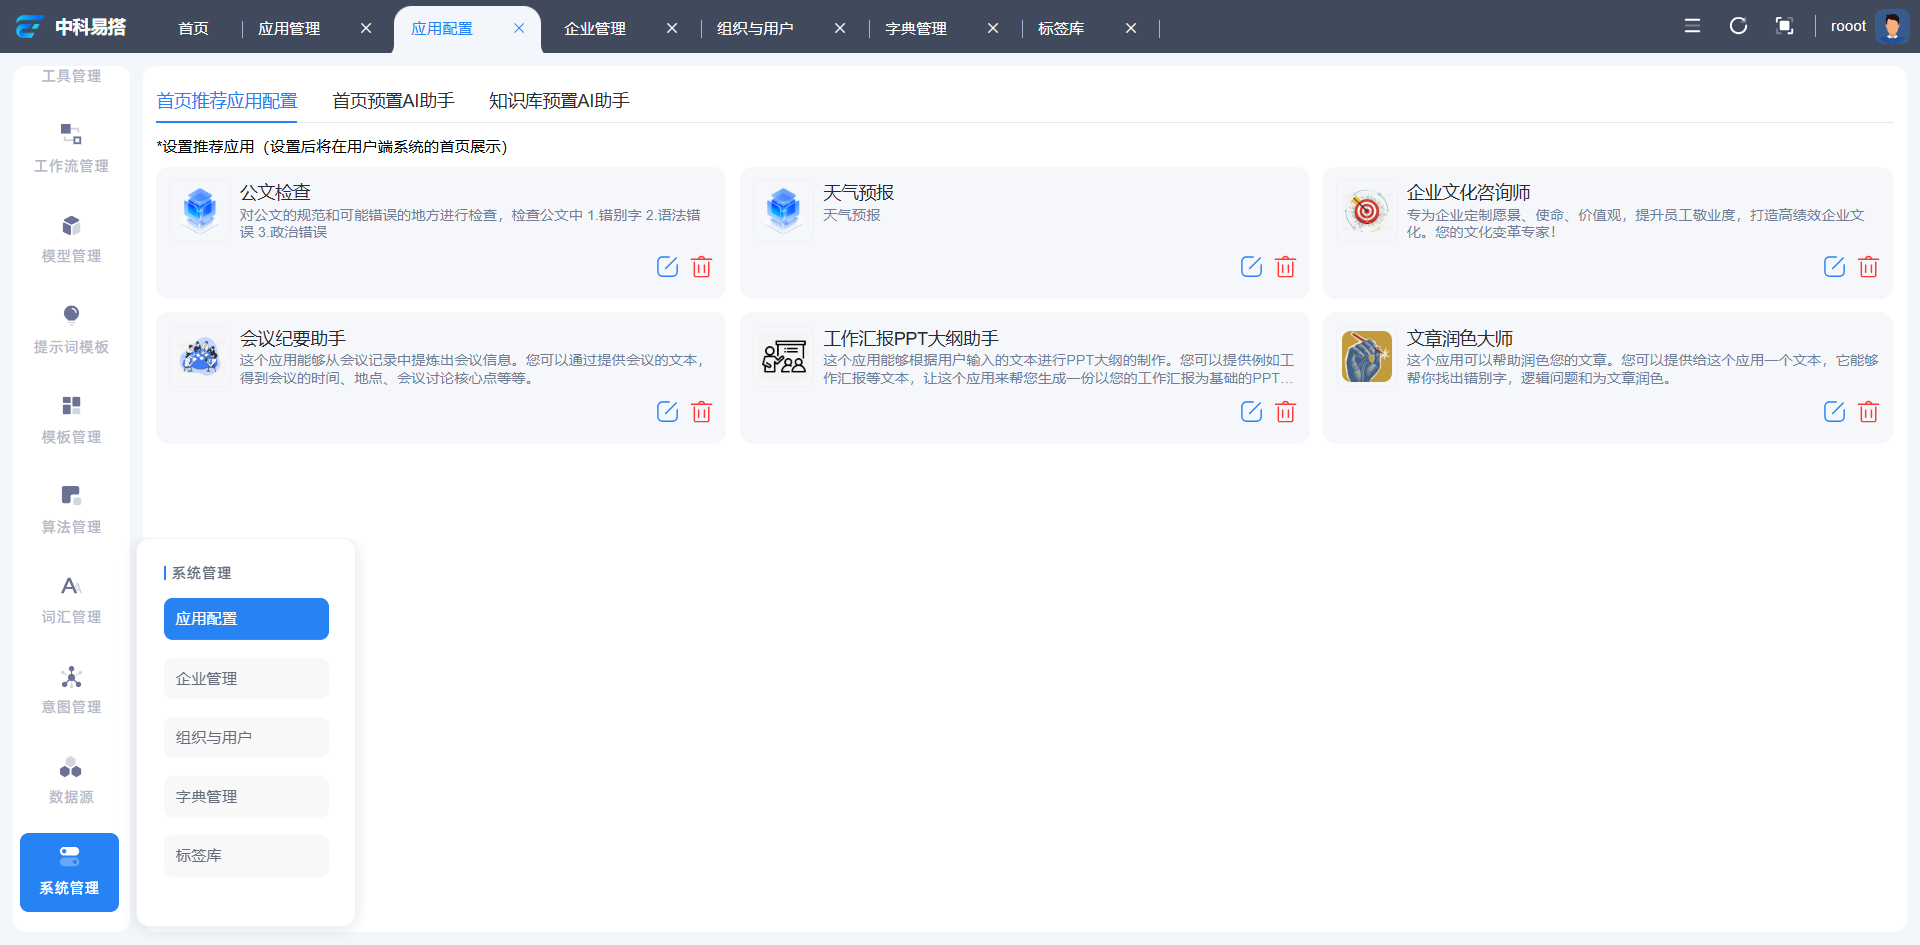 中科易搭
首页
应用管理
应用配置
企业管理
组织与用户
字典管理
标签库
rooot
工具管理
工作流管理
模型管理
提示词模板
模板管理
算法管理
词汇管理
意图管理
数据源
系统管理
首页推荐应用配置
首页预置AI助手
知识库预置AI助手
*设置推荐应用（设置后将在用户端系统的首页展示）
公文检查
对公文的规范和可能错误的地方进行检查，检查公文中 1.错别字 2.语法错
误 3.政治错误
天气预报
天气预报
企业文化咨询师
专为企业定制愿景、使命、价值观，提升员工敬业度，打造高绩效企业文
化。您的文化变革专家！
会议纪要助手
这个应用能够从会议记录中提炼出会议信息。您可以通过提供会议的文本，
得到会议的时间、地点、会议讨论核心点等等。
工作汇报PPT大纲助手
这个应用能够根据用户输入的文本进行PPT大纲的制作。您可以提供例如工
作汇报等文本，让这个应用来帮您生成一份以您的工作汇报为基础的PPT...
文章润色大师
这个应用可以帮助润色您的文章。您可以提供给这个应用一个文本，它能够
帮你找出错别字，逻辑问题和为文章润色。
系统管理
应用配置
企业管理
组织与用户
字典管理
标签库